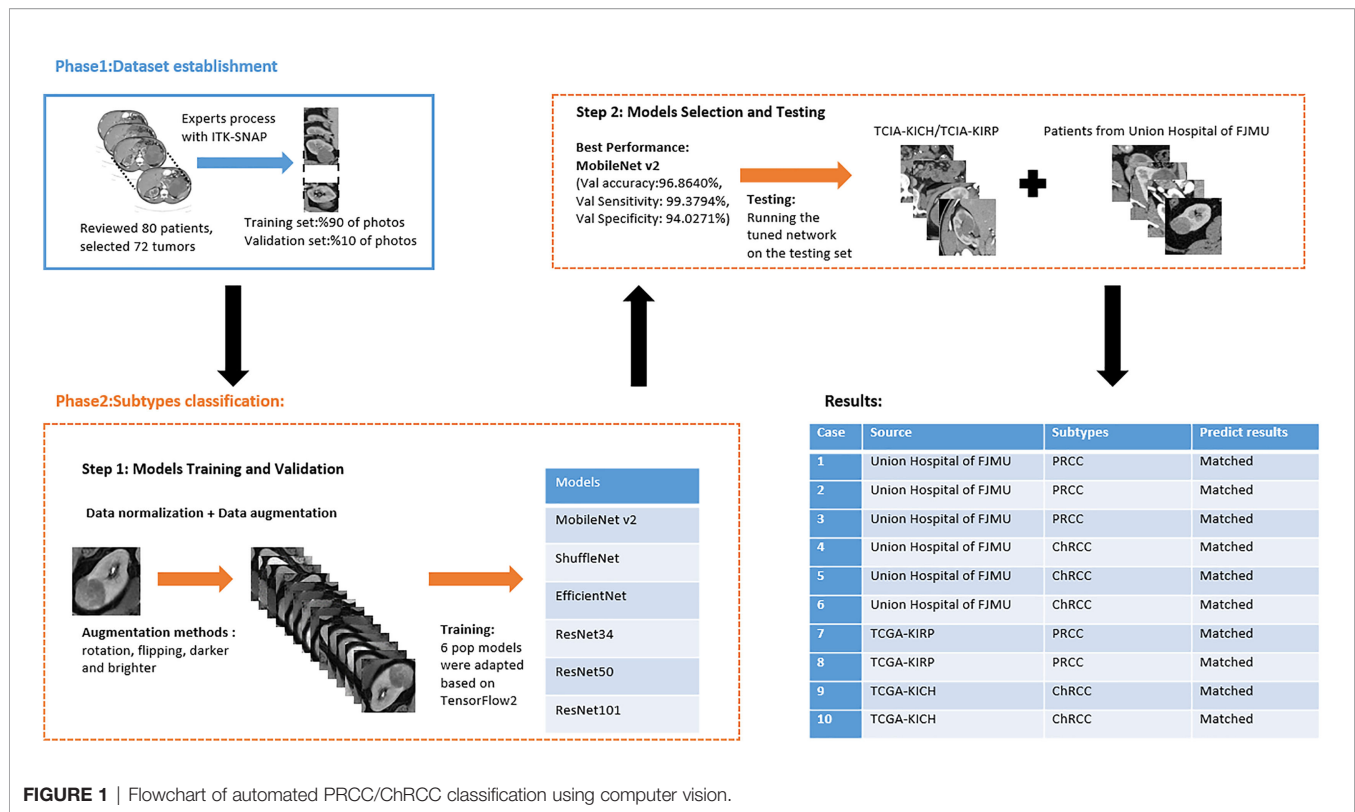 Phase1:Dataset establishment
Experts process
with ITK-SNAP
Reviewed 80 patients,
selected 72 tumors
Training set:%90 of photos
Validation set:%10 of photos
Phase2:Subtypes classification:
Step 1: Models Training and Validation
Data normalization + Data augmentation
Augmentation methods :
rotation, flipping, darker
and brighter
Training:
6 pop models
were adapted
based on
TensorFlow2
Models
MobileNet v2
ShuffleNet
EfficientNet
ResNet34
ResNet50
ResNet101
Step 2: Models Selection and Testing
Best Performance:
MobileNet v2
(Val accuracy:96.8640%,
Val Sensitivity: 99.3794%,
Val Specificity: 94.0271%)
Testing:
Running the
tuned network
on the testing set
TCIA-KICH/TCIA-KIRP
Patients from Union Hospital of FJMU
Results:
Case Source Subtypes Predict results
1 Union Hospital of FJMU PRCC Matched
2 Union Hospital of FJMU PRCC Matched
3 Union Hospital of FJMU PRCC Matched
4 Union Hospital of FJMU ChRCC Matched
5 Union Hospital of FJMU ChRCC Matched
6 Union Hospital of FJMU ChRCC Matched
7 TCGA-KIRP PRCC Matched
8 TCGA-KIRP PRCC Matched
9 TCGA-KICH ChRCC Matched
10 TCGA-KICH ChRCC Matched
FIGURE 1 | Flowchart of automated PRCC/ChRCC classification using computer vision.